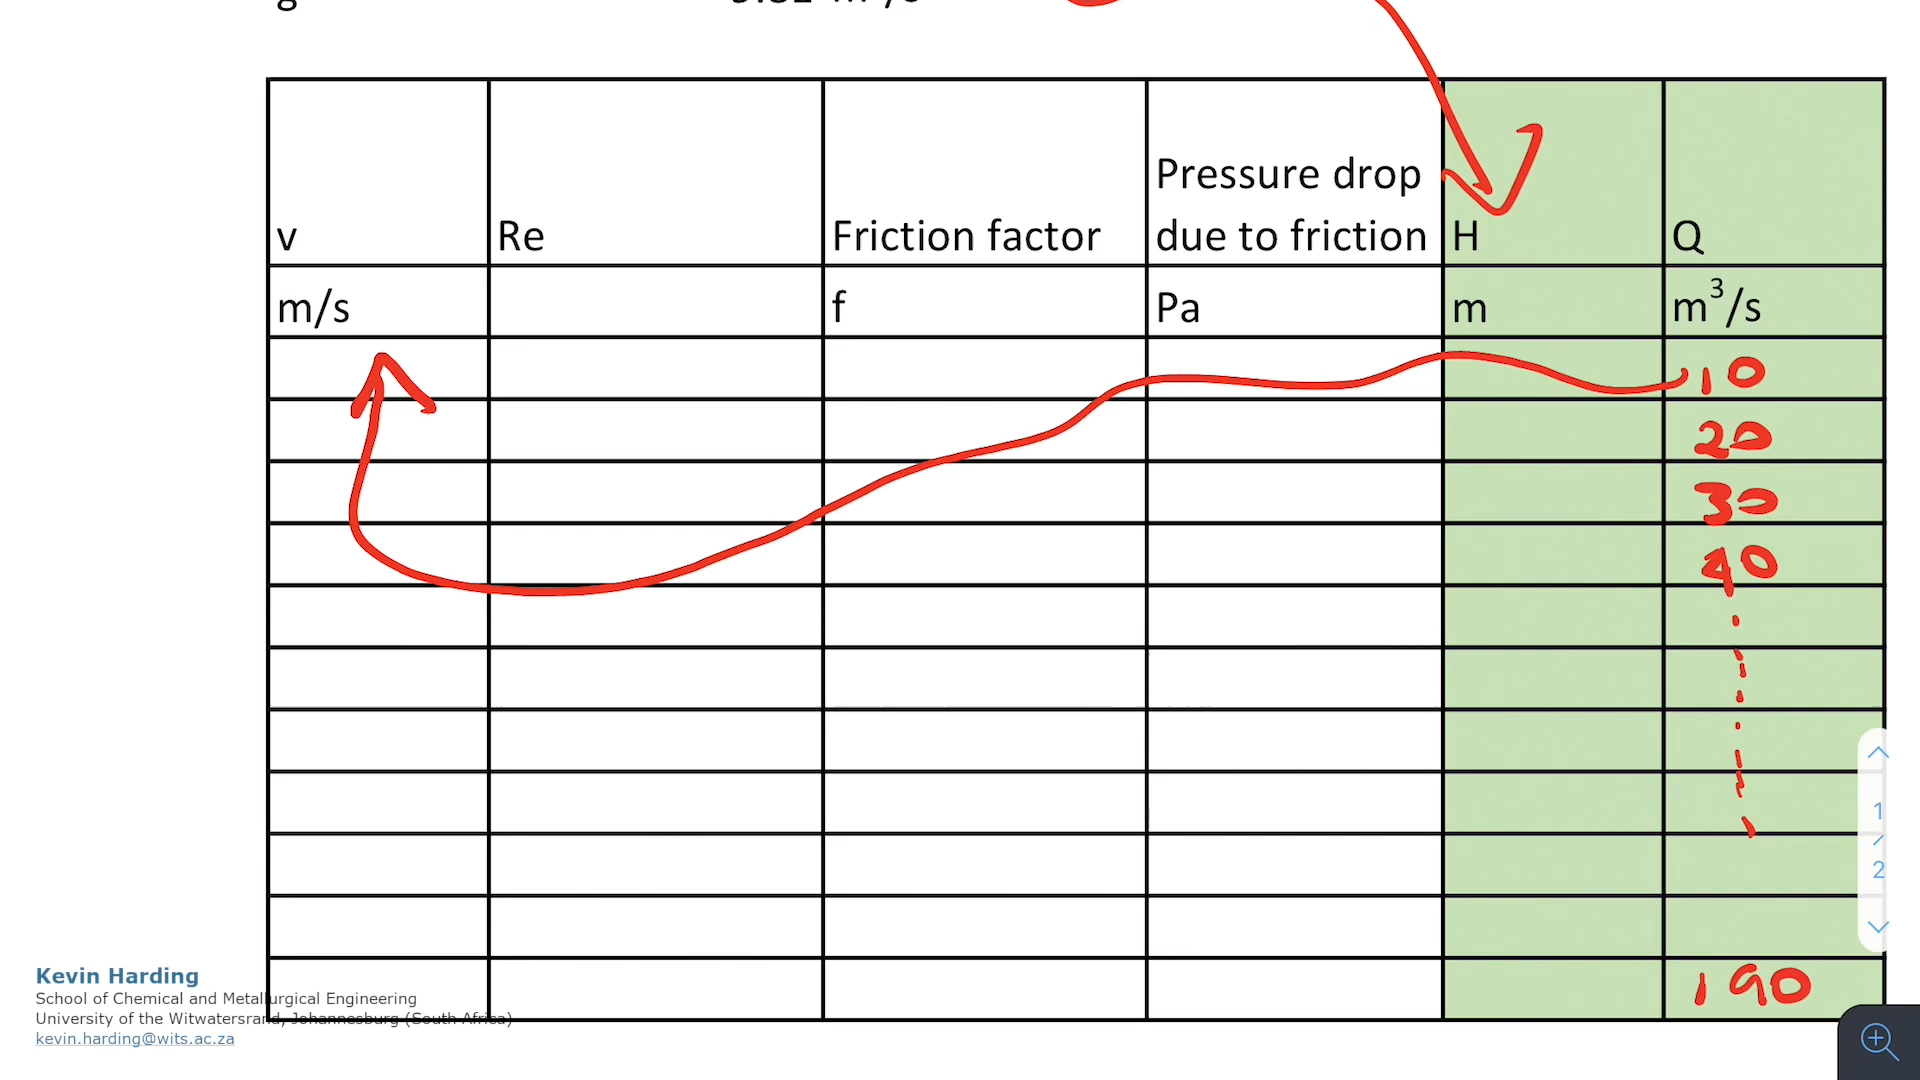 g
v Re Friction factor Pressure drop due to friction H Q
m/s f Pa m m³/s
10
20
30
40
190
1
/
2
Kevin Harding
School of Chemical and Metallurgical Engineering
University of the Witwatersrand, Johannesburg (South Africa)
kevin.harding@wits.ac.za